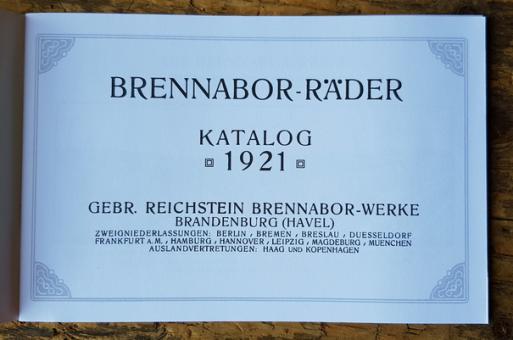 BRENNABOR-RÄDER
KATALOG
1921
GEBR. REICHSTEIN BRENNABOR-WERKE
BRANDENBURG (HAVEL)
ZWEIGNIEDERLASSUNGEN: BERLIN, BREMEN, BRESLAU, DUESSELDORF
FRANKFURT A.M., HAMBURG, HANNOVER, LEIPZIG, MAGDEBURG, MUENCHEN
AUSLANDVERTRETUNGEN: HAAG UND KOPENHAGEN